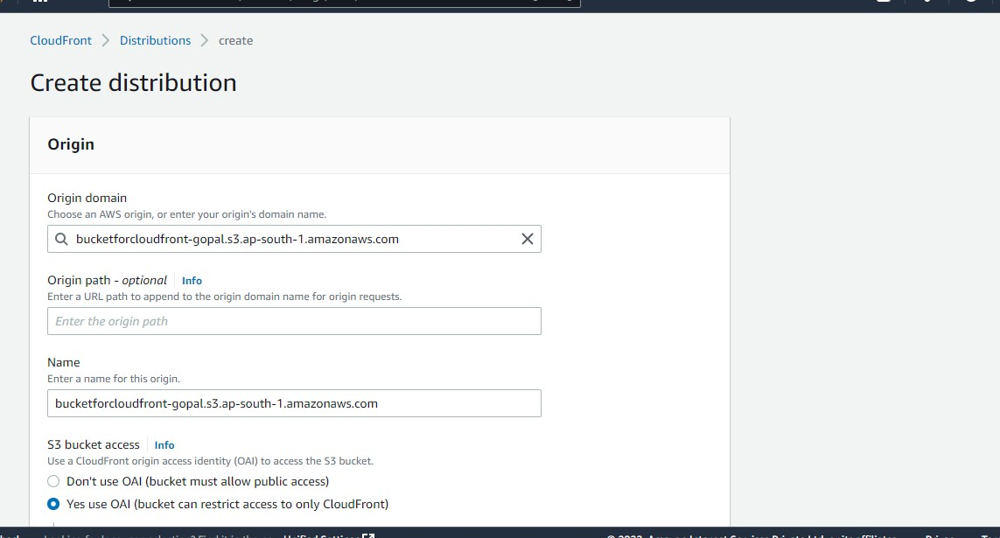 CloudFront > Distributions > create
Create distribution
Origin
Origin domain
Choose an AWS origin, or enter your origin's domain name.
bucketforcloudfront-gopal.s3.ap-south-1.amazonaws.com
Origin path - optional Info
Enter a URL path to append to the origin domain name for origin requests.
Enter the origin path
Name
Enter a name for this origin.
bucketforcloudfront-gopal.s3.ap-south-1.amazonaws.com
S3 bucket access Info
Use a CloudFront origin access identity (OAI) to access the S3 bucket.
Don't use OAI (bucket must allow public access)
Yes use OAI (bucket can restrict access to only CloudFront)
Unified Settings